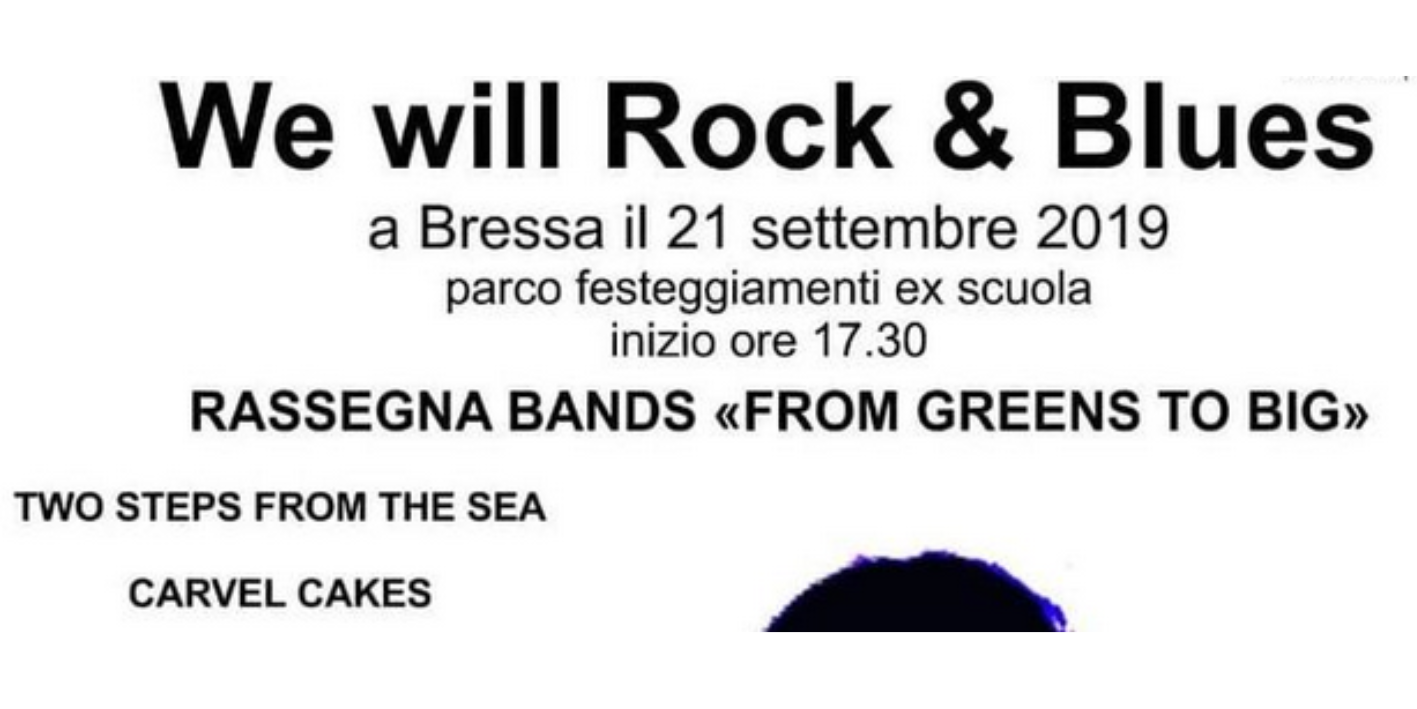 We will Rock & Blues
a Bressa il 21 settembre 2019
parco festeggiamenti ex scuola
inizio ore 17.30
RASSEGNA BANDS «FROM GREENS TO BIG»
TWO STEPS FROM THE SEA
CARVEL CAKES